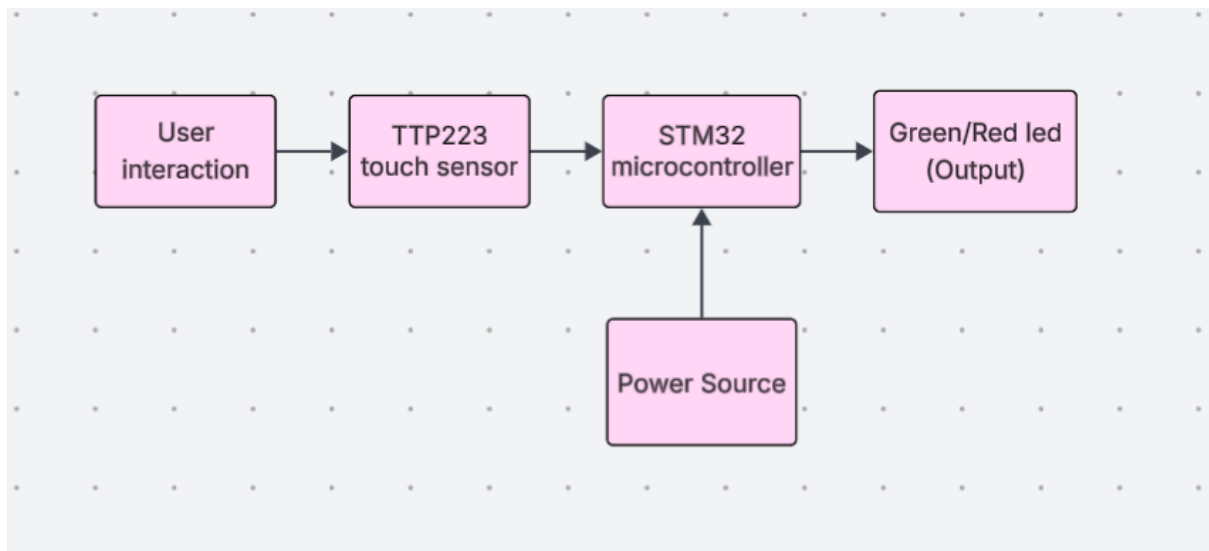 User
interaction
TTP223
touch sensor
STM32
microcontroller
Green/Red led
(Output)
Power Source